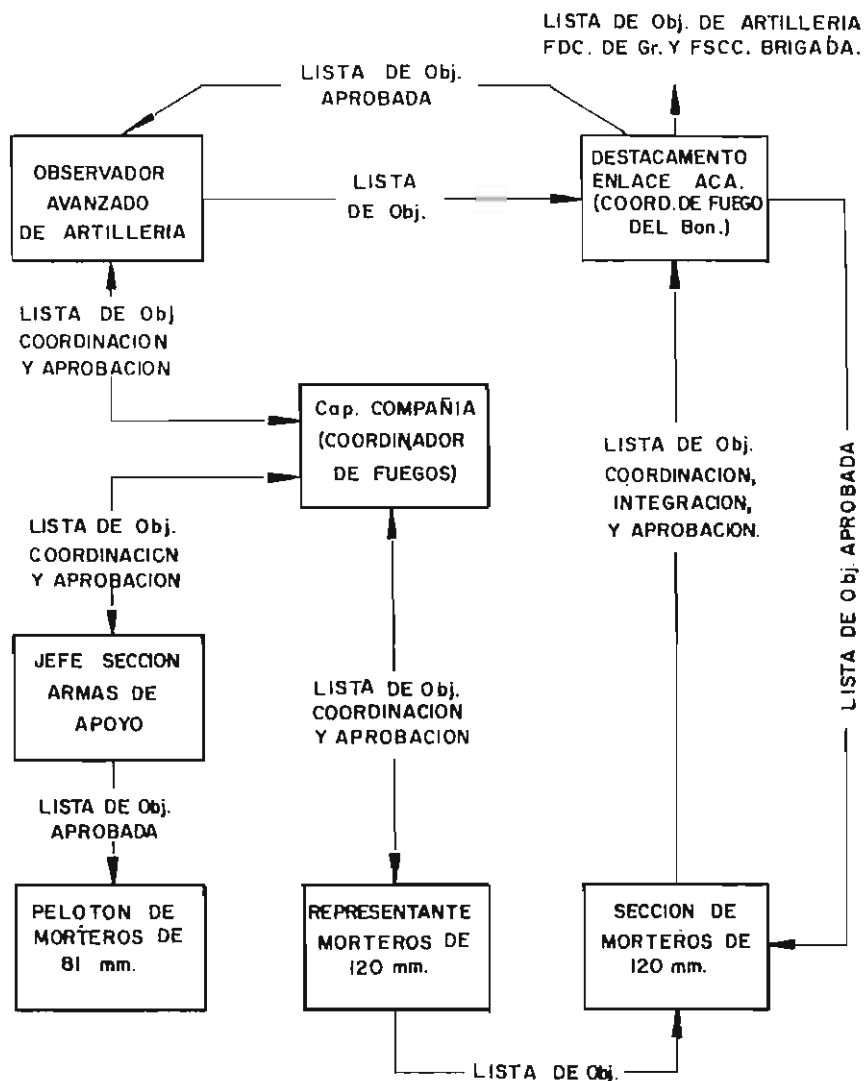 LISTA DE Obj. DE ARTILLERIA
FDC. DE Gr. Y FSCC. BRIGADA.
LISTA DE Obj.
APROBADA
OBSERVADOR
AVANZADO
DE ARTILLERIA
LISTA
DE Obj.
DESTACAMENTO
ENLACE ACA.
(COORD. DE FUEGO
DEL Bon.)
LISTA DE Obj
COORDINACION
Y APROBACION
Cap. COMPAÑIA
(COORDINADOR
DE FUEGOS)
LISTA DE Obj.
COORDINACION,
INTEGRACION,
Y APROBACION.
LISTA DE Obj. APROBADA
LISTA DE Obj.
COORDINACION
Y APROBACION
JEFE SECCION
ARMAS DE
APOYO
LISTA DE Obj.
COORDINACION
Y APROBACION
LISTA DE Obj.
APROBADA
PELOTON DE
MORTEROS DE
81 mm.
REPRESENTANTE
MORTEROS DE
120 mm.
SECCION DE
MORTEROS DE
120 mm.
LISTA DE Obj.